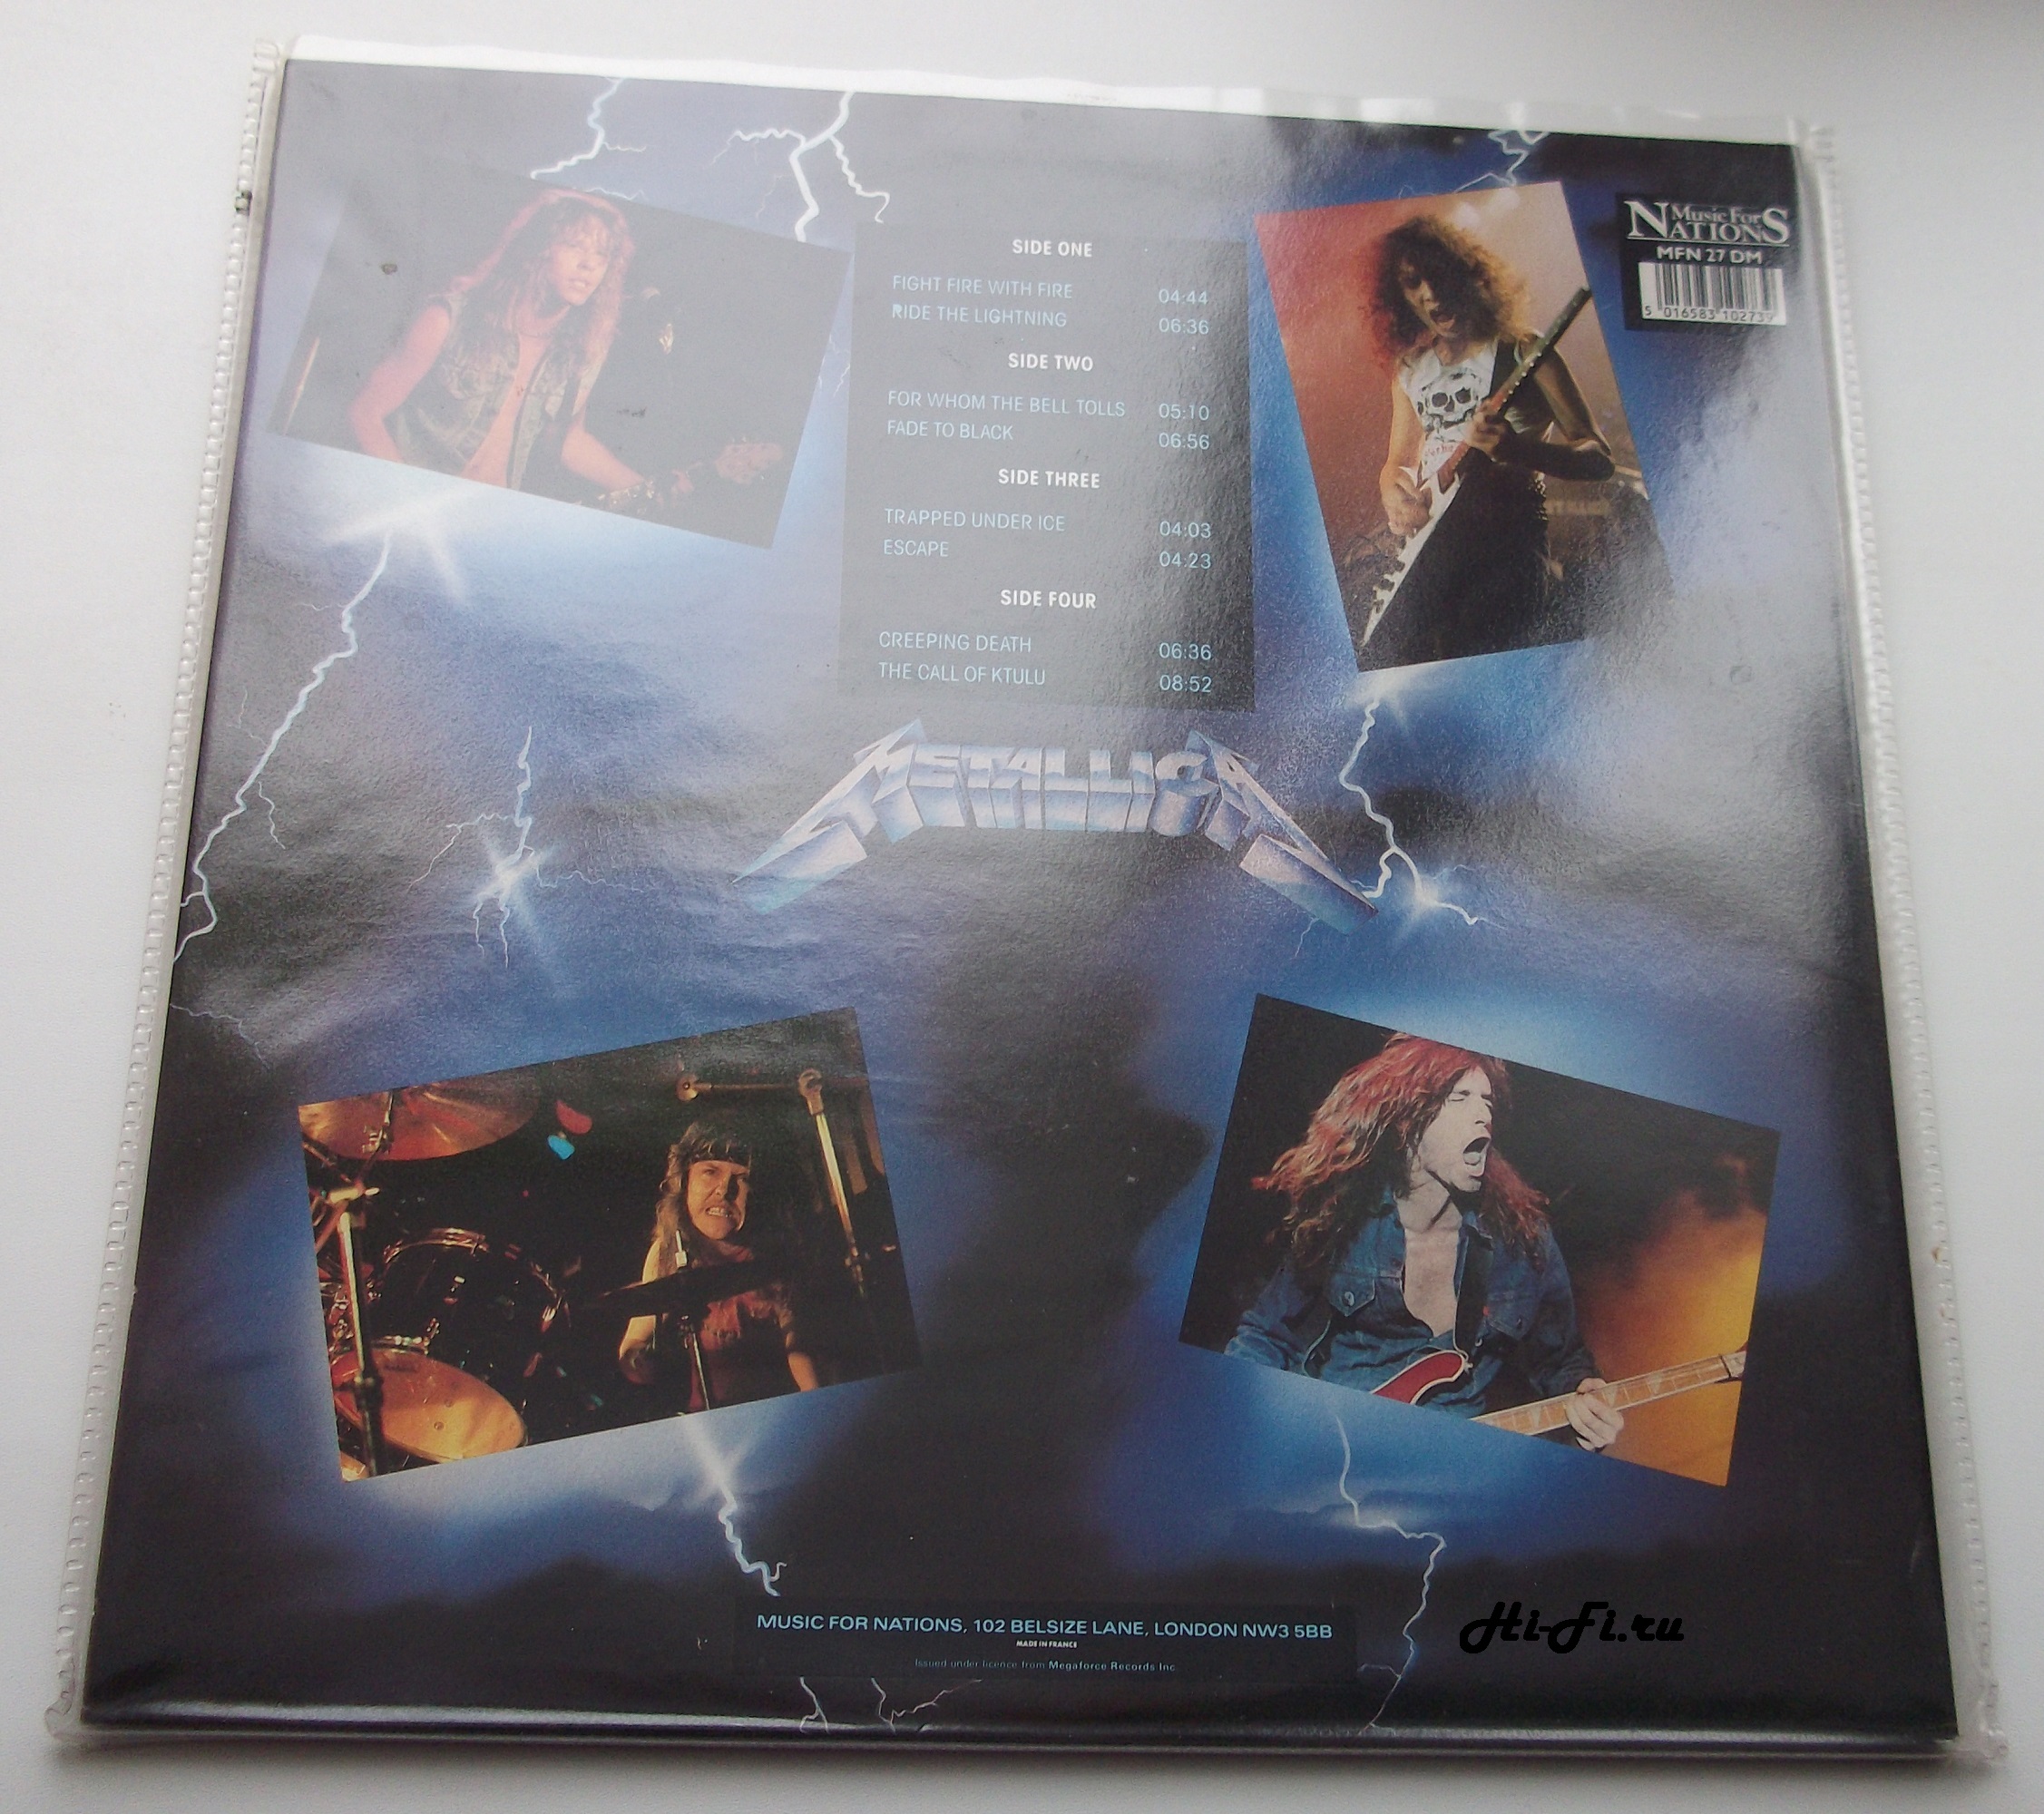 Music For
NATIONS
MFN 27 DM
5 016583 102739
SIDE ONE
FIGHT FIRE WITH FIRE 04:44
RIDE THE LIGHTNING 06:36
SIDE TWO
FOR WHOM THE BELL TOLLS 05:10
FADE TO BLACK 06:56
SIDE THREE
TRAPPED UNDER ICE 04:03
ESCAPE 04:23
SIDE FOUR
CREEPING DEATH 06:36
THE CALL OF KTULU 08:52
METALLICA
MUSIC FOR NATIONS, 102 BELSIZE LANE, LONDON NW3 5BB
MADE IN FRANCE
Issued under licence from Megaforce Records Inc
Hi-Fi.ru